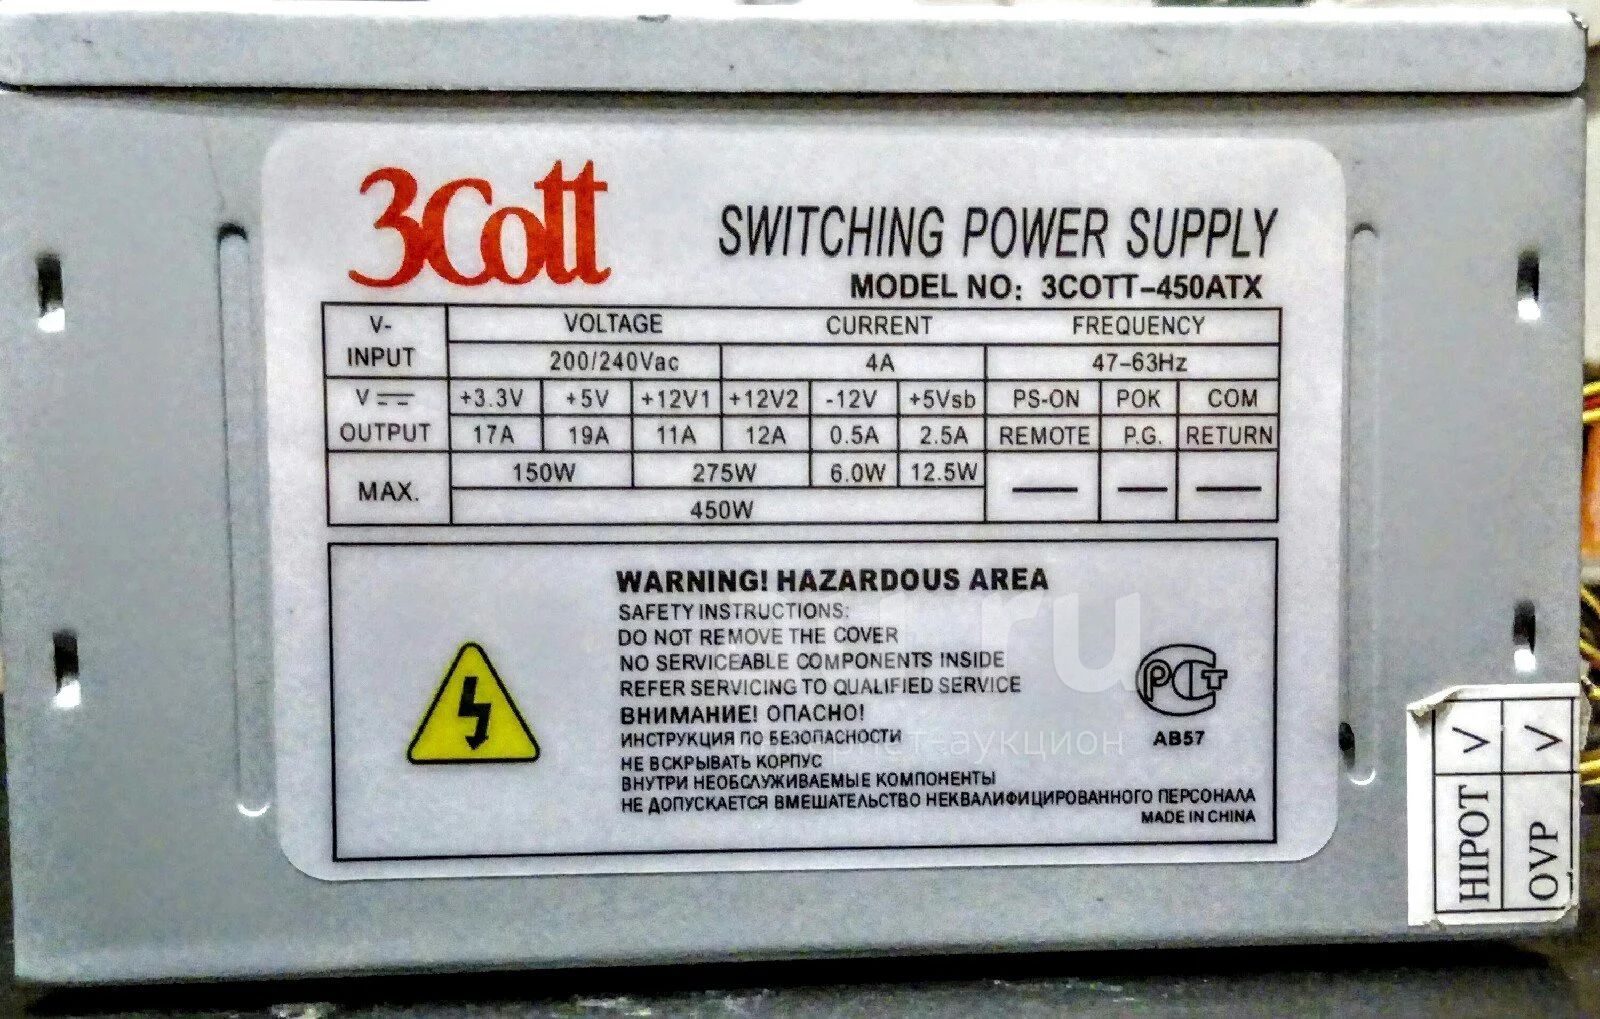 3Cott
SWITCHING POWER SUPPLY
MODEL NO: 3COTT-450ATX
V~ INPUT VOLTAGE CURRENT FREQUENCY
200/240Vac 4A 47-63Hz
V OUTPUT +3.3V +5V +12V1 +12V2 -12V +5Vsb PS-ON POK COM
17A 19A 11A 12A 0.5A 2.5A REMOTE P.G. RETURN
MAX. 150W 275W 6.0W 12.5W
450W
WARNING! HAZARDOUS AREA
SAFETY INSTRUCTIONS:
DO NOT REMOVE THE COVER
NO SERVICEABLE COMPONENTS INSIDE
REFER SERVICING TO QUALIFIED SERVICE
ВНИМАНИЕ! ОПАСНО!
ИНСТРУКЦИЯ ПО БЕЗОПАСНОСТИ
НЕ ВСКРЫВАТЬ КОРПУС
ВНУТРИ НЕОБСЛУЖИВАЕМЫЕ КОМПОНЕНТЫ
НЕ ДОПУСКАЕТСЯ ВМЕШАТЕЛЬСТВО НЕКВАЛИФИЦИРОВАННОГО ПЕРСОНАЛА
MADE IN CHINA
РСТ
АВ57
HIPOT V
OVP V
ru
аукцион